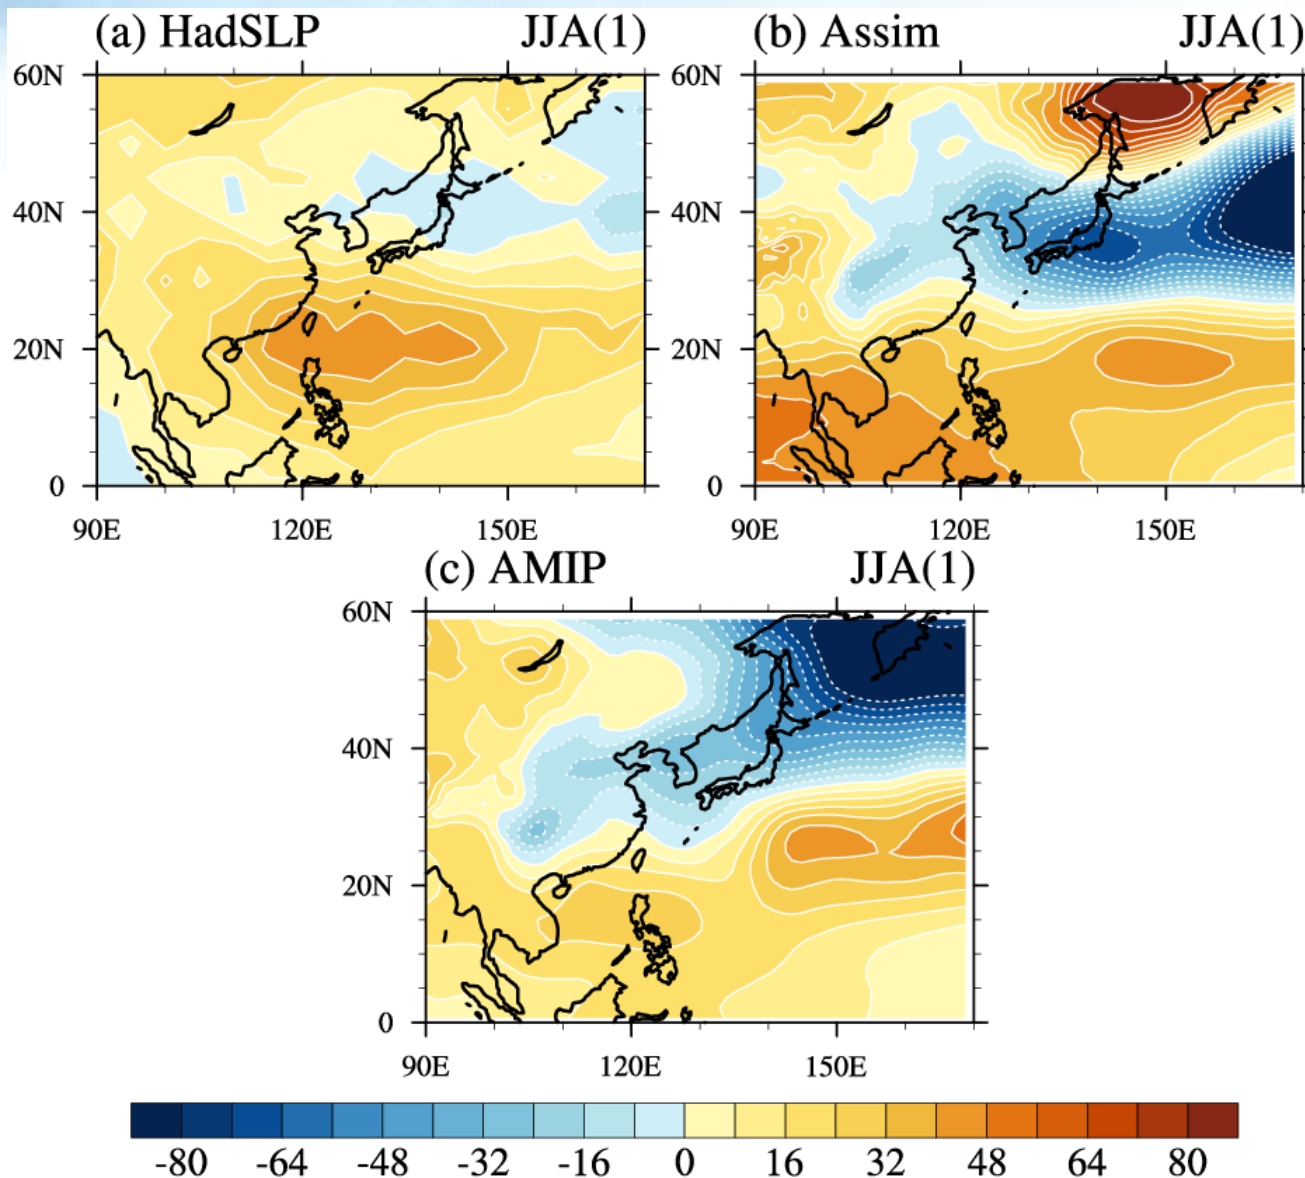 (a) HadSLP JJA(1) (b) Assim JJA(1)
60N 60N
40N 40N
20N 20N
0 0
90E 120E 150E 90E 120E 150E
(c) AMIP JJA(1)
60N
40N
20N
0
90E 120E 150E
-80 -64 -48 -32 -16 0 16 32 48 64 80